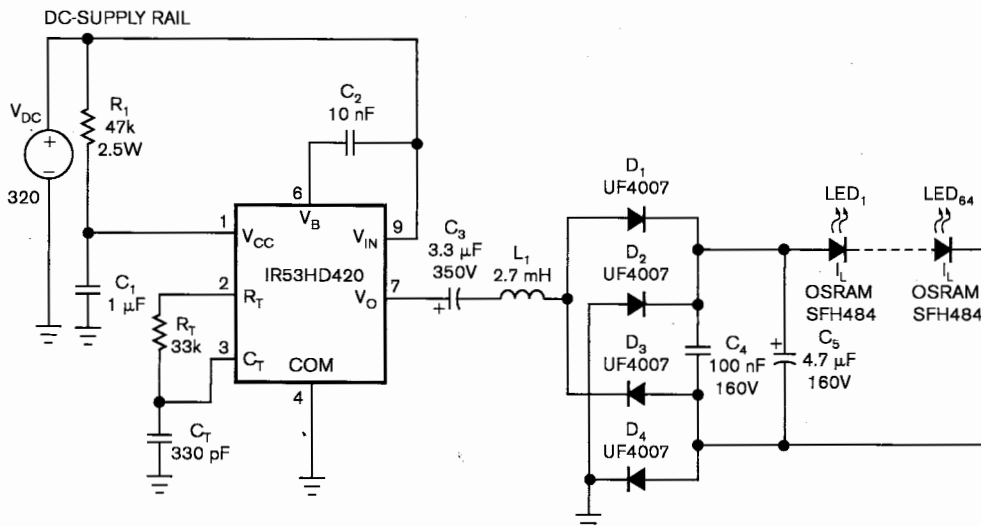 DC-SUPPLY RAIL
V_DC
+
−
320
R₁
47k
2.5W
C₂
10 nF
6
V_B
1
V_CC
9
V_IN
IR53HD420
2
R_T
7
V_O
3
C_T
COM
4
C₁
1 µF
R_T
33k
C_T
330 pF
C₃
3.3 µF
350V
+
L₁
2.7 mH
D₁
UF4007
D₂
UF4007
D₃
UF4007
D₄
UF4007
C₄
100 nF
160V
+
C₅
4.7 µF
160V
LED₁
I_L
OSRAM
SFH484
LED₆₄
I_L
OSRAM
SFH484